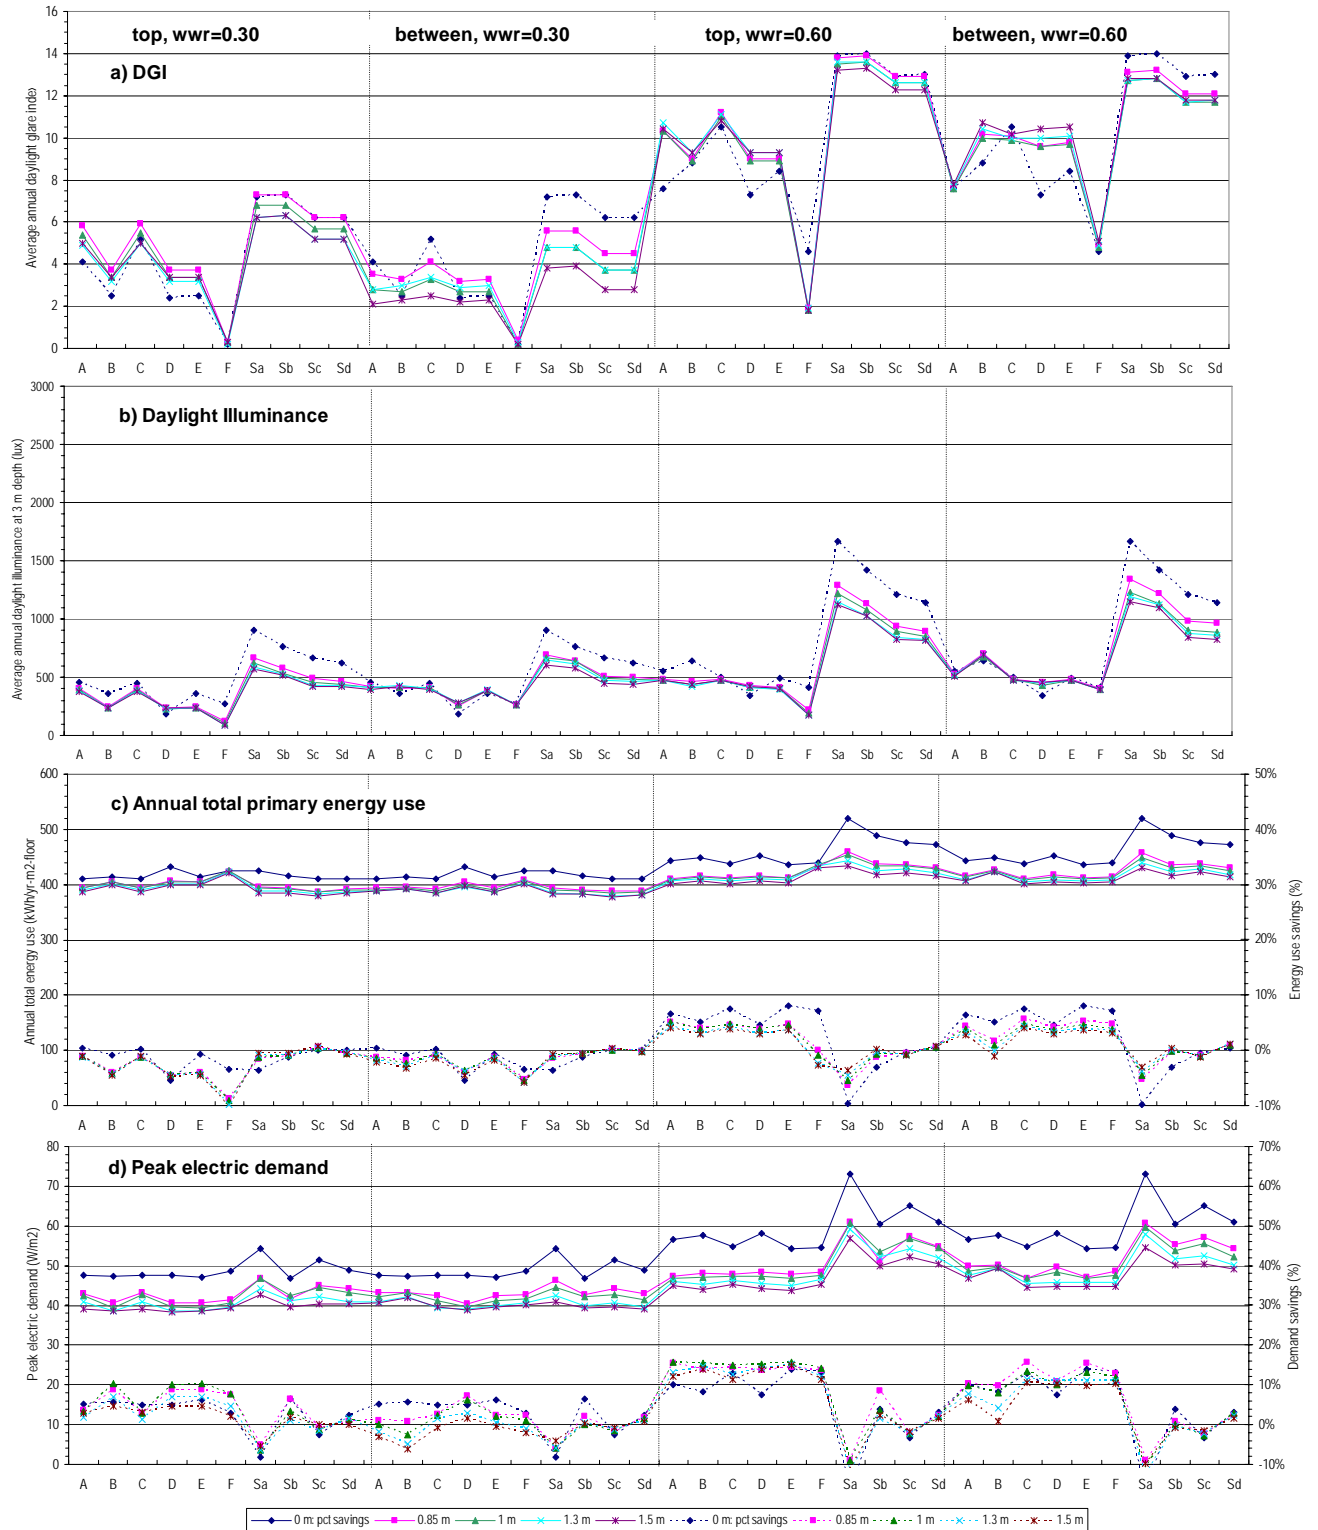 top, wwr=0.30 between, wwr=0.30 top, wwr=0.60 between, wwr=0.60
a) DGI
Average annual daylight glare index
16
14
12
10
8
6
4
2
0
A B C D E F Sa Sb Sc Sd A B C D E F Sa Sb Sc Sd A B C D E F Sa Sb Sc Sd A B C D E F Sa Sb Sc Sd
b) Daylight Illuminance
Average annual daylight illuminance at 3 m depth (lux)
3000
2500
2000
1500
1000
500
0
A B C D E F Sa Sb Sc Sd A B C D E F Sa Sb Sc Sd A B C D E F Sa Sb Sc Sd A B C D E F Sa Sb Sc Sd
c) Annual total primary energy use
Annual total energy use (kWh/yr-m2-floor)
600 50%
500 40%
400 30%
300 20%
200 10%
100 0%
0 -10%
Energy use savings (%)
A B C D E F Sa Sb Sc Sd A B C D E F Sa Sb Sc Sd A B C D E F Sa Sb Sc Sd A B C D E F Sa Sb Sc Sd
d) Peak electric demand
Peak electric demand (W/m2)
80 70%
70 60%
60 50%
50 40%
40 30%
30 20%
20 10%
10 0%
0 -10%
Demand savings (%)
A B C D E F Sa Sb Sc Sd A B C D E F Sa Sb Sc Sd A B C D E F Sa Sb Sc Sd A B C D E F Sa Sb Sc Sd
0 m: pct savings 0.85 m 1 m 1.3 m 1.5 m 0 m: pct savings 0.85 m 1 m 1.3 m 1.5 m